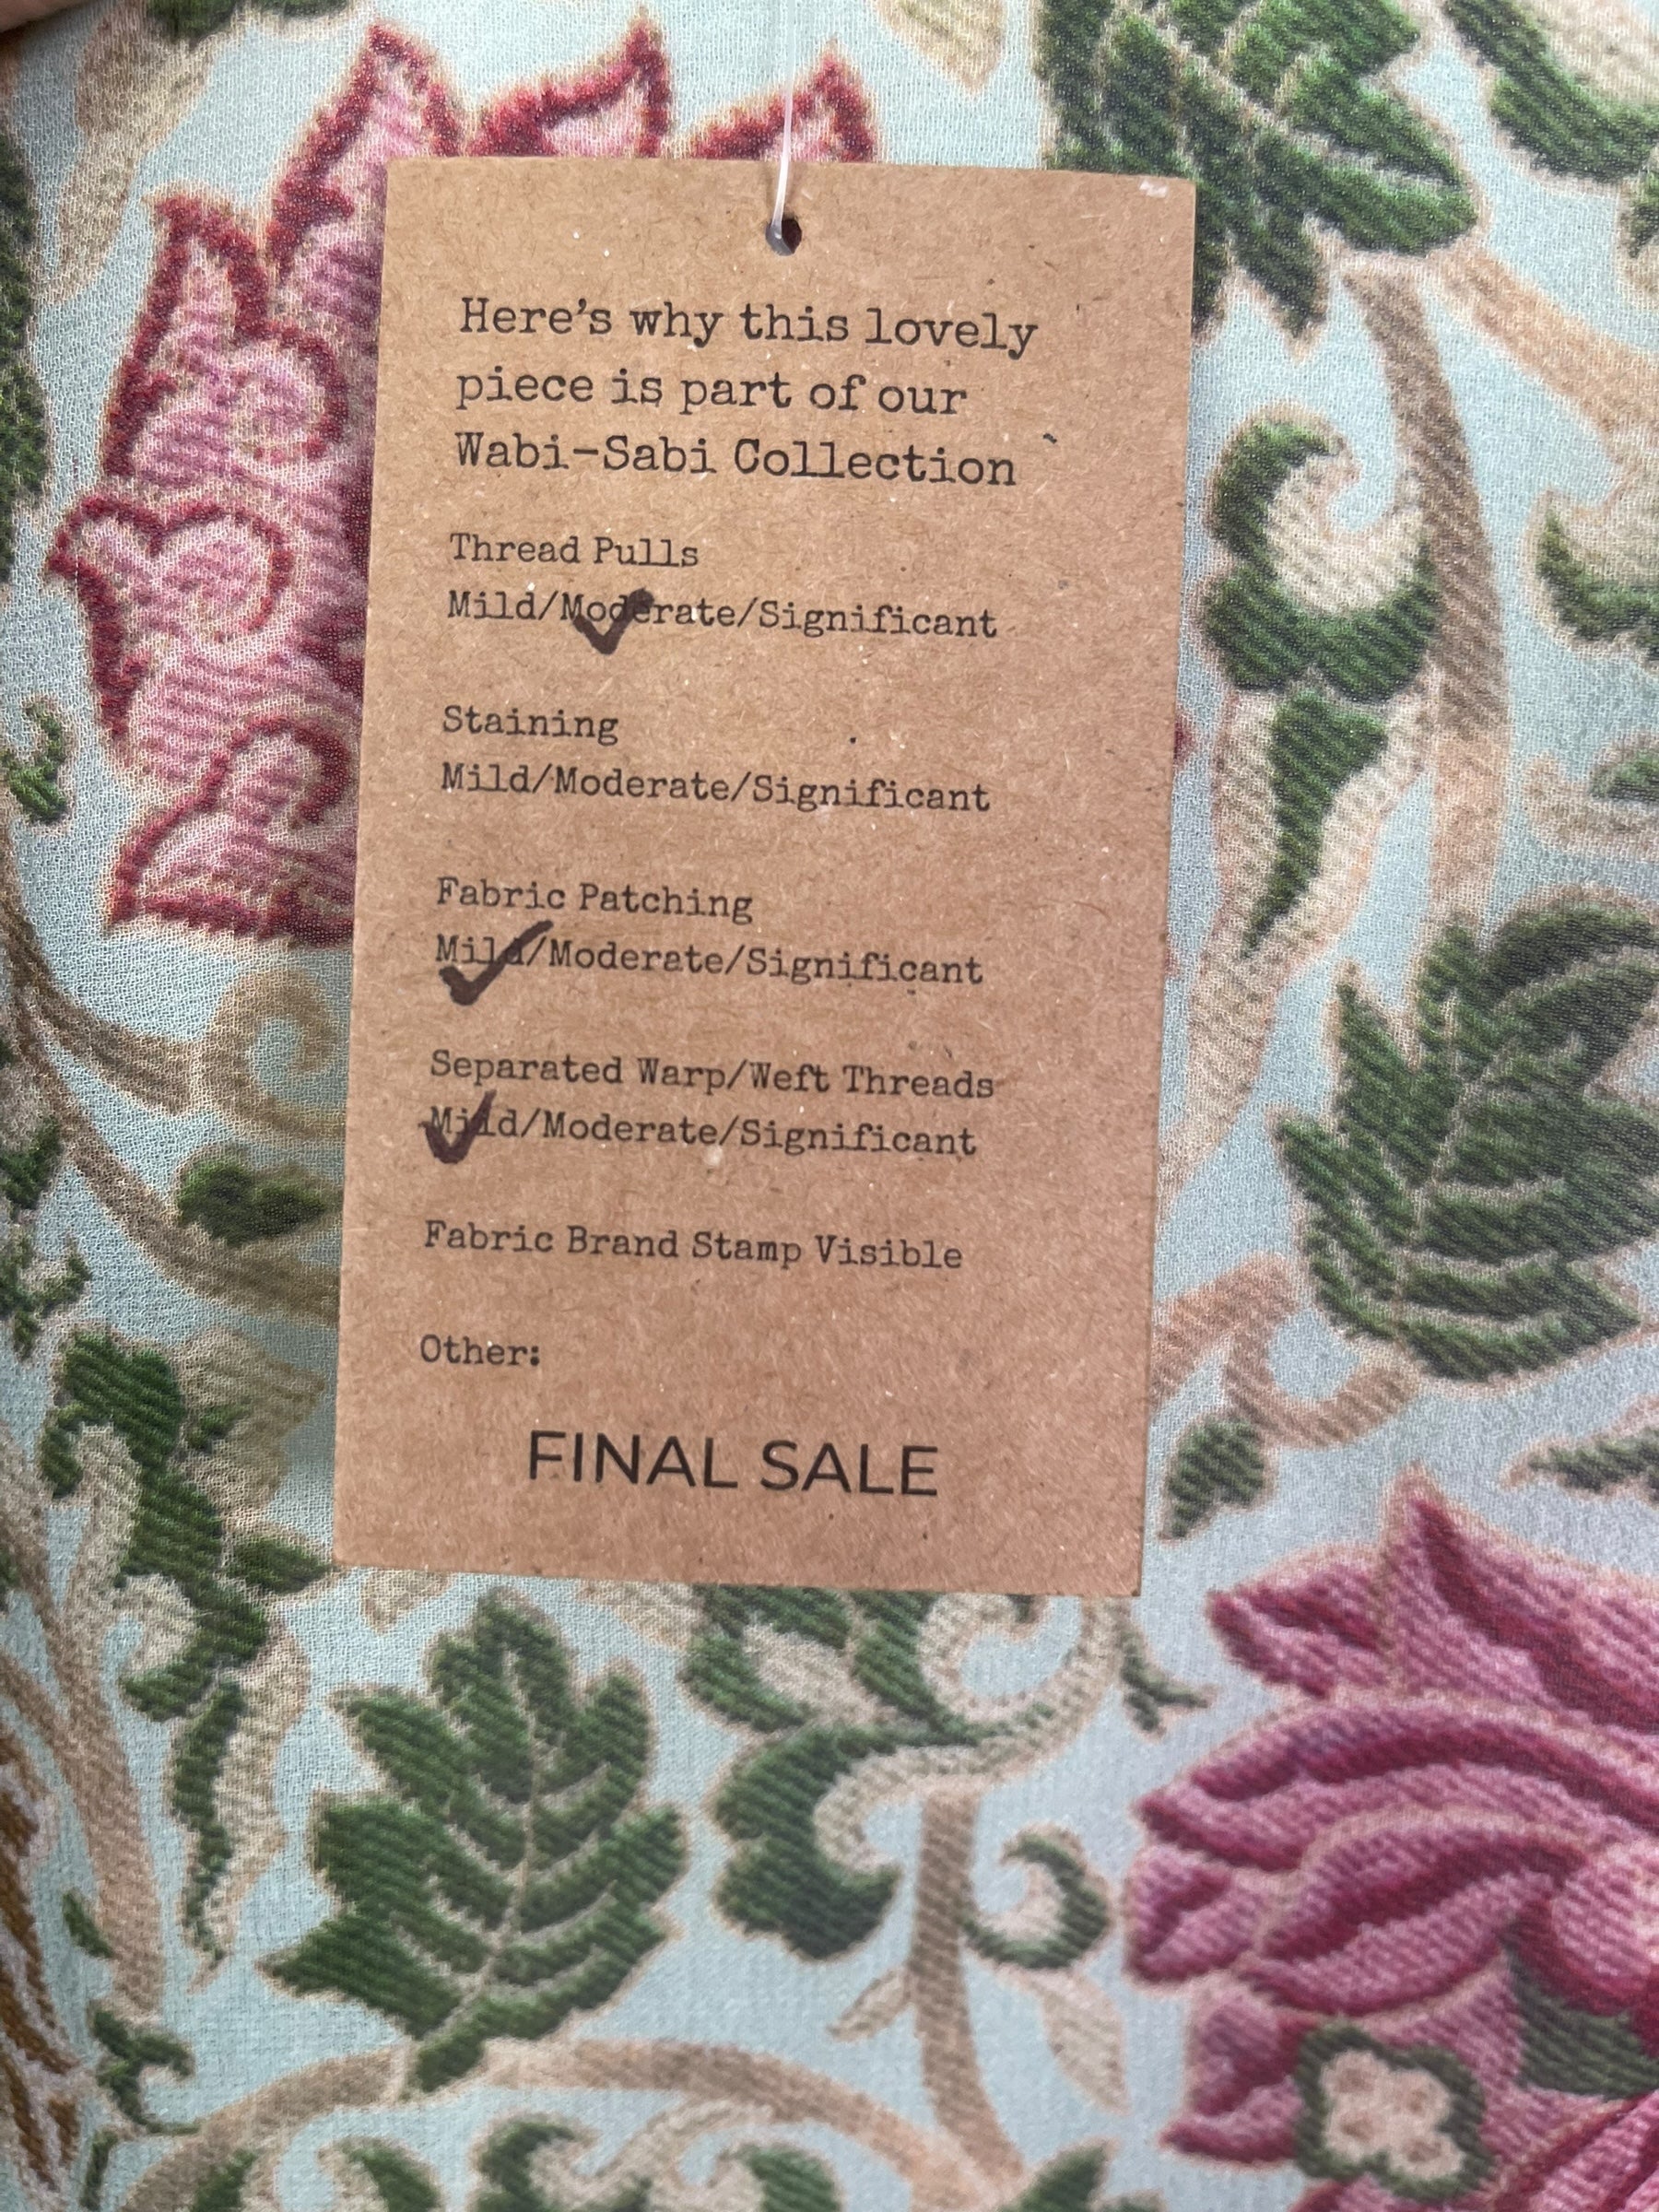 Here's why this lovely
piece is part of our
Wabi-Sabi Collection
Thread Pulls
Mild/Moderate/Significant
Staining
Mild/Moderate/Significant
Fabric Patching
Mild/Moderate/Significant
Separated Warp/Weft Threads
Mild/Moderate/Significant
Fabric Brand Stamp Visible
Other:
FINAL SALE